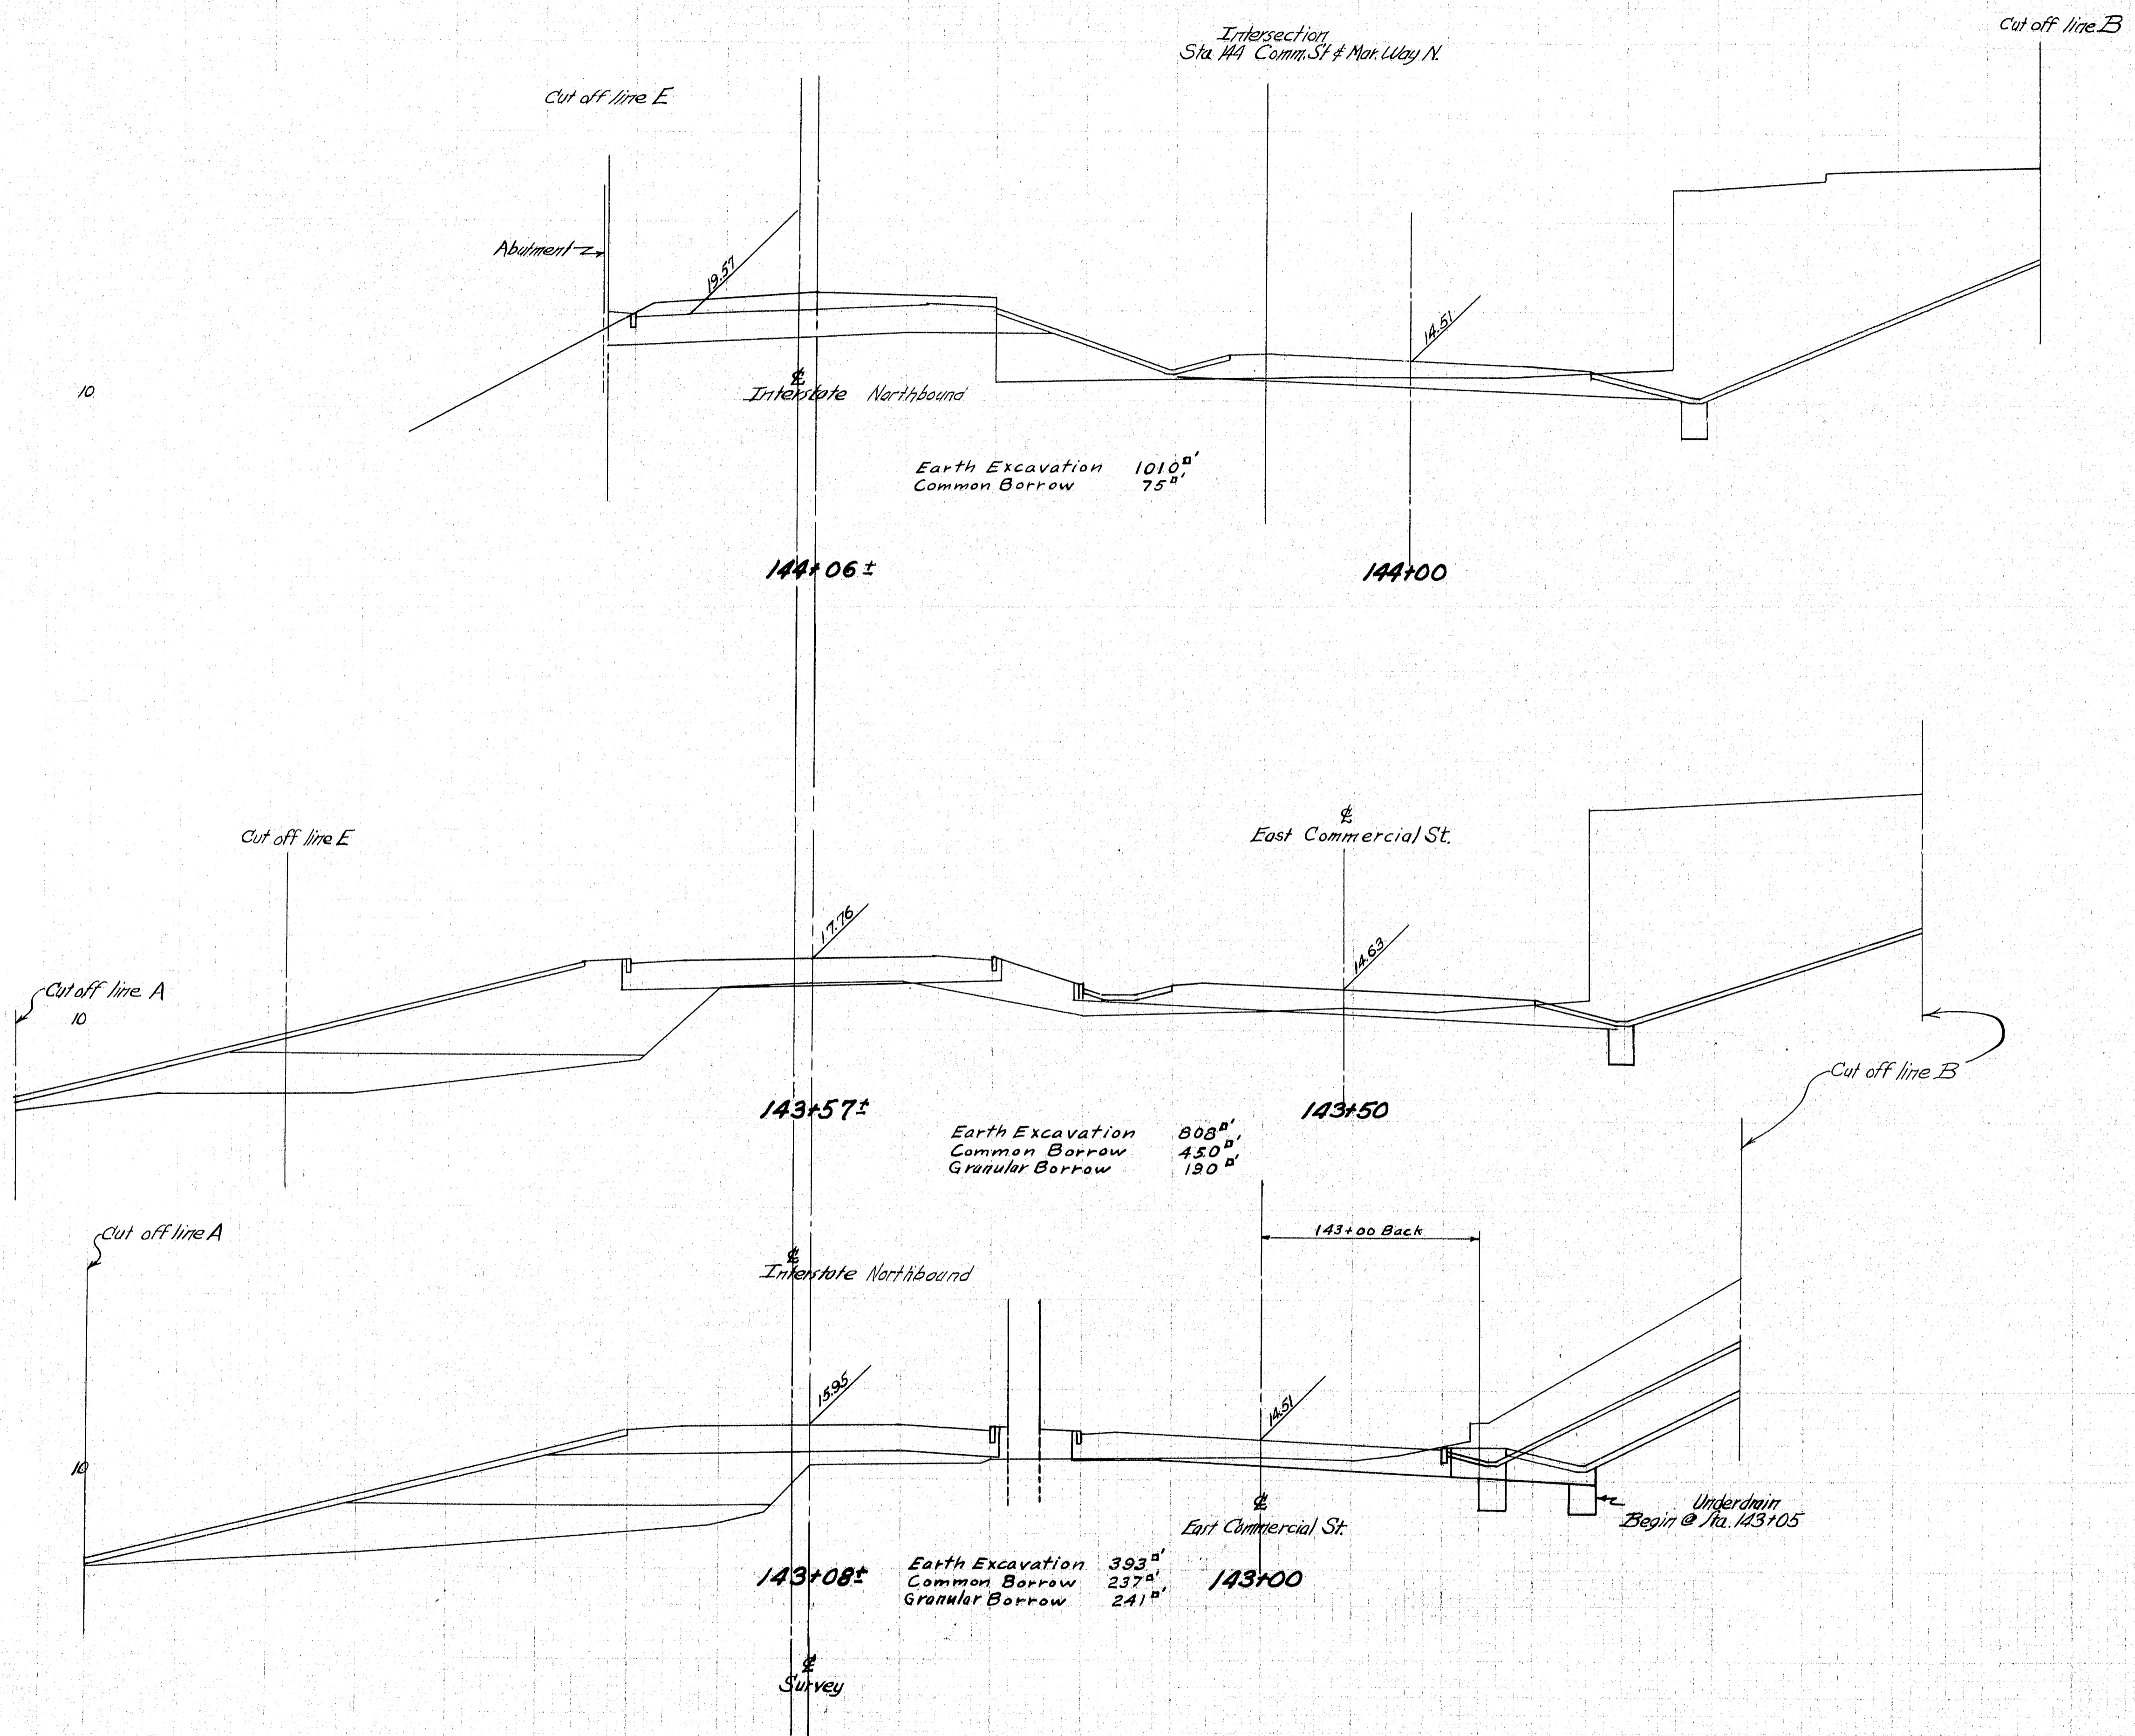 Cut off line B
Intersection
Sta 144 Comm. St & Mar. Way N.
Cut off line E
Abutment
19.57
14.51
10
℄
Interstate Northbound
Earth Excavation 1010 □'
Common Borrow 75 □'
144+06 ±
144+00
℄
East Commercial St.
Cut off line E
17.76
14.63
Cut off line A
10
Cut off line B
143+57 ±
143+50
Earth Excavation 808 □'
Common Borrow 450 □'
Granular Borrow 190 □'
Cut off line A
143+00 Back
℄
Interstate Northbound
15.95
14.51
10
℄
East Commercial St.
Underdrain
Begin @ Sta. 143+05
143+08 ±
Earth Excavation 393 □'
Common Borrow 237 □'
Granular Borrow 241 □'
143+00
℄
Survey